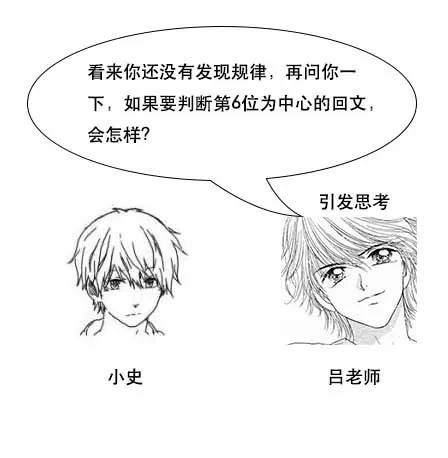 看来你还没有发现规律，再问你一
下，如果要判断第6位为中心的回文，
会怎样?
引发思考
小史
吕老师